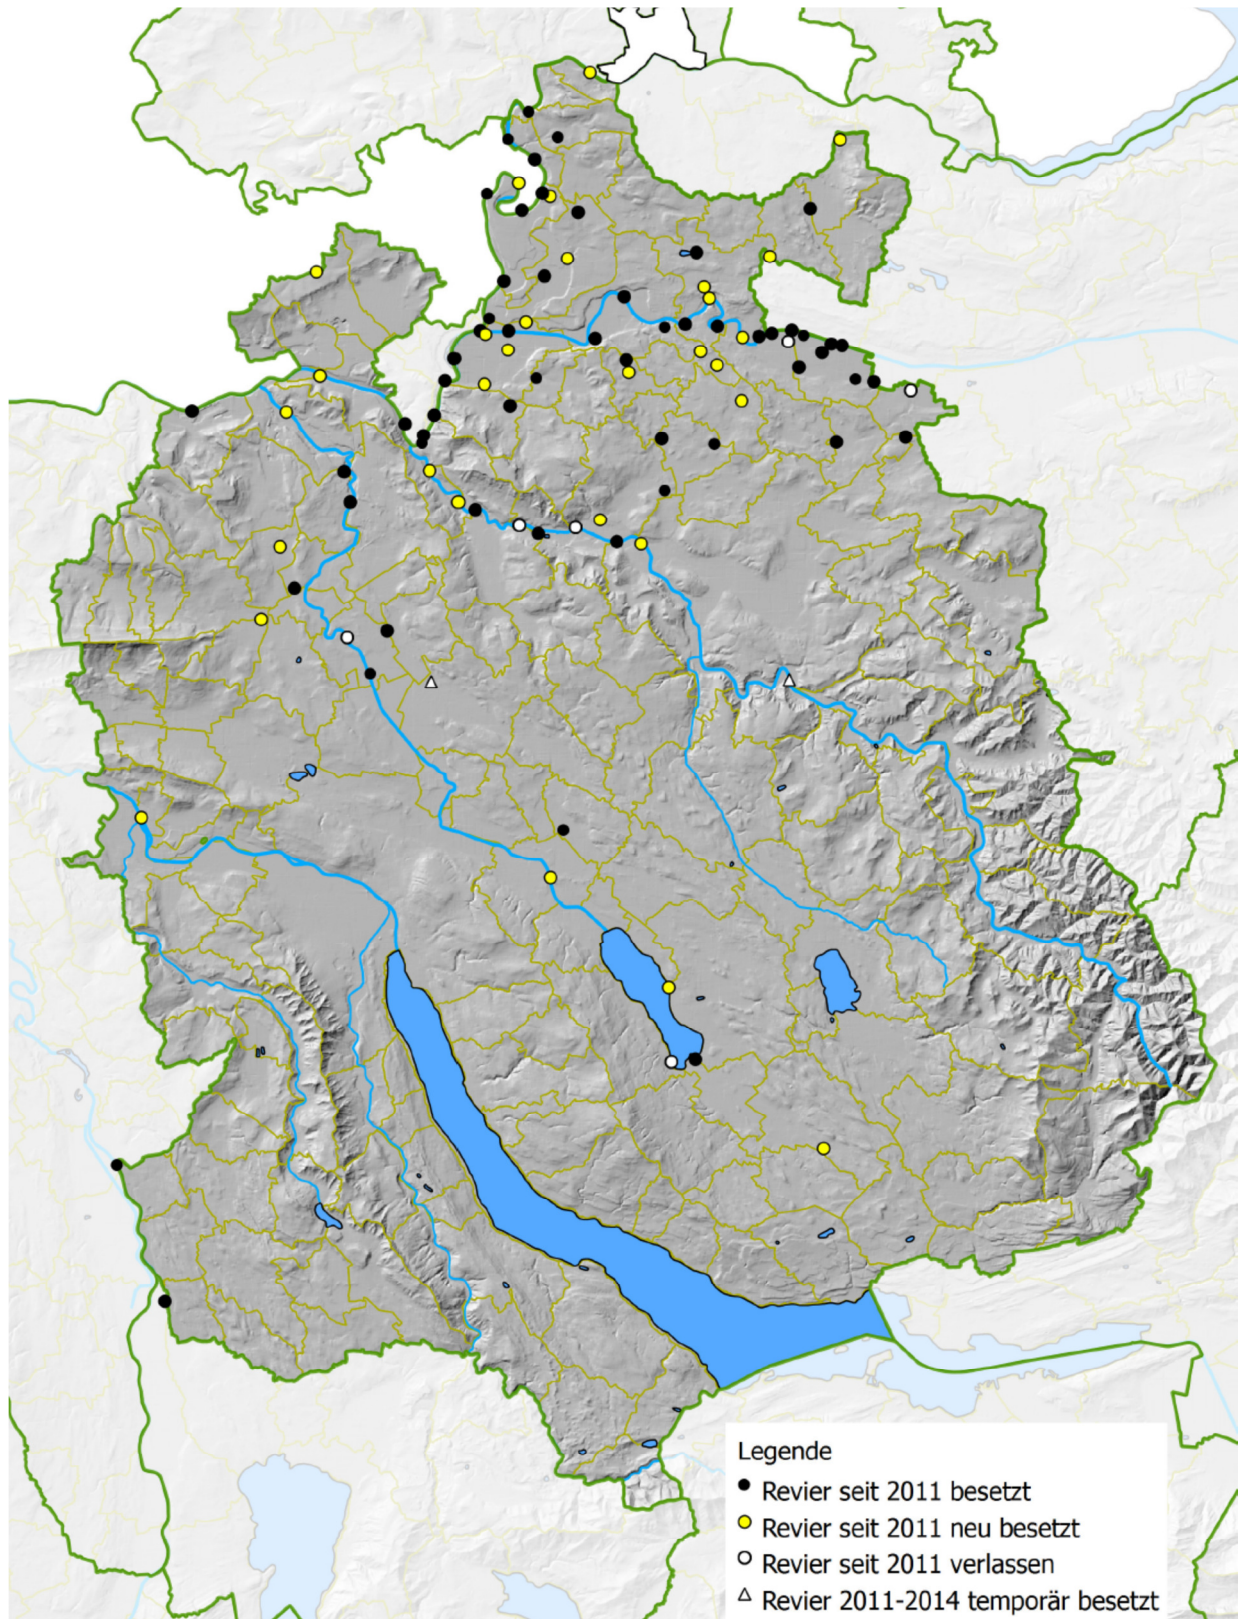 Legende
Revier seit 2011 besetzt
Revier seit 2011 neu besetzt
Revier seit 2011 verlassen
Revier 2011-2014 temporär besetzt